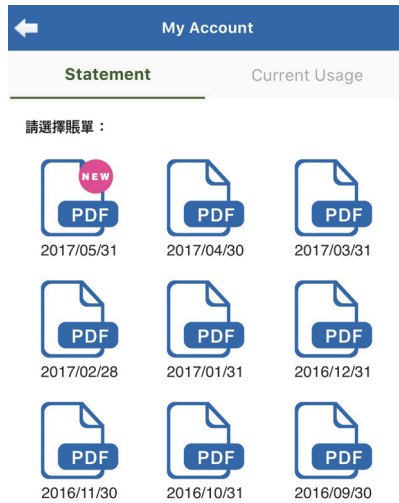 My Account
Statement Current Usage
請選擇賬單：
NEW
PDF PDF PDF
2017/05/31 2017/04/30 2017/03/31
PDF PDF PDF
2017/02/28 2017/01/31 2016/12/31
PDF PDF PDF
2016/11/30 2016/10/31 2016/09/30